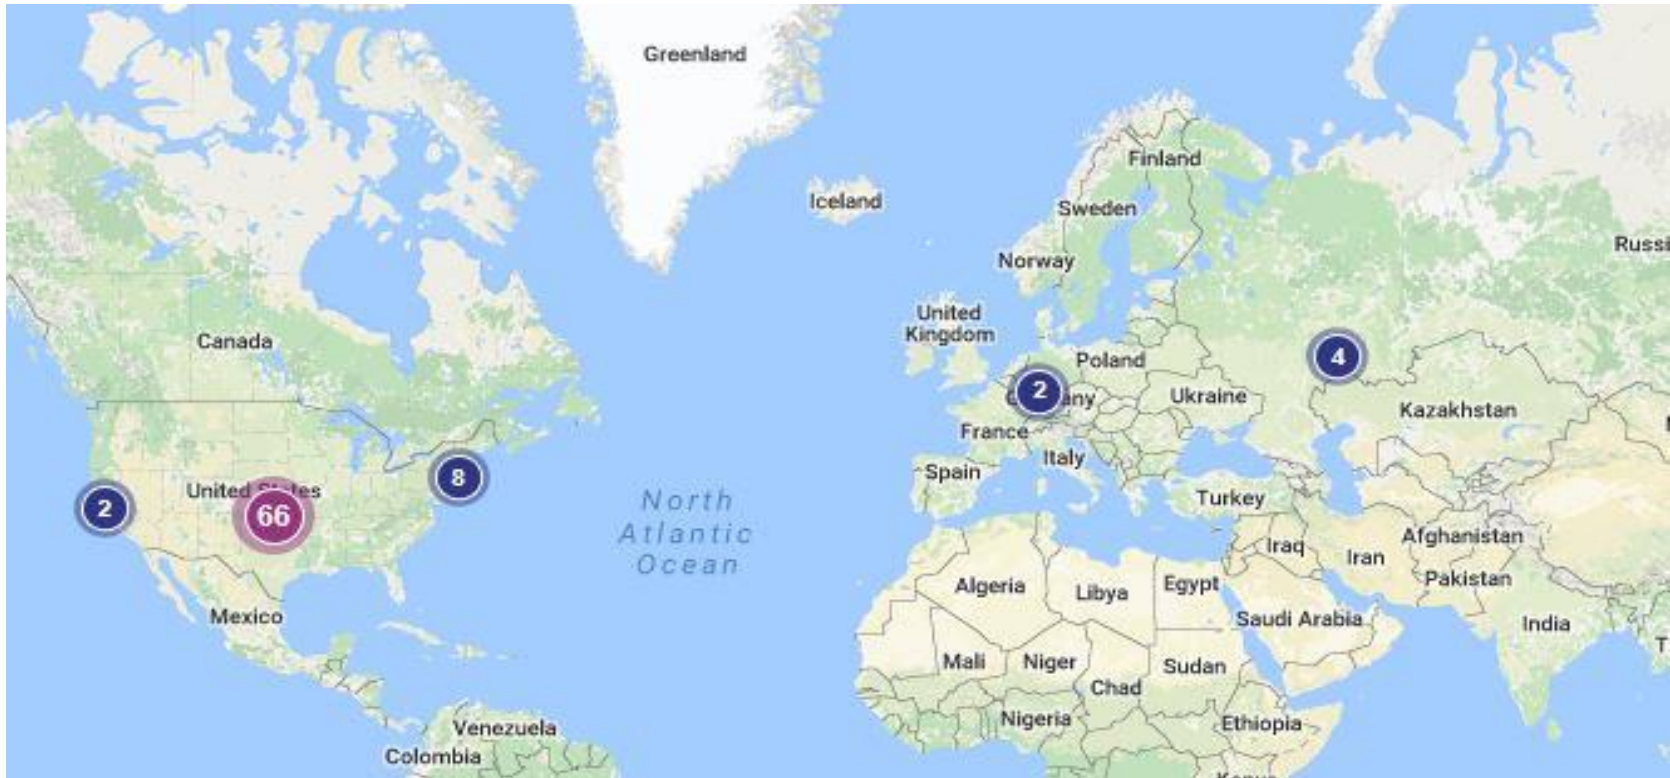 Greenland
Finland
Iceland
Sweden
Russi
Norway
United
Kingdom
Canada
4
Poland
2
Ukraine
Kazakhstan
France
Italy
8
Spain
United States
Turkey
North
Atlantic
Ocean
2
66
Afghanistan
Iraq
Iran
Algeria
Libya
Egypt
Pakistan
Mexico
Saudi Arabia
India
Mali
Niger
Sudan
Chad
Nigeria
Ethiopia
Venezuela
Colombia